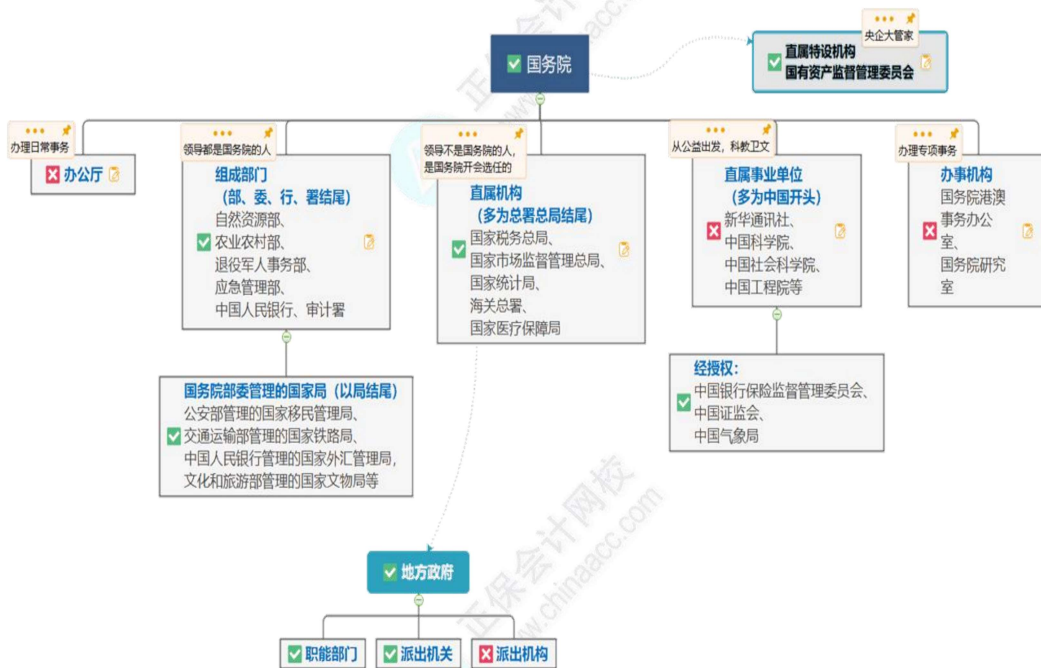 央企大管家
国务院
直属特设机构
国有资产监督管理委员会
办理日常事务
办公厅
领导都是国务院的人
组成部门
（部、委、行、署结尾）
自然资源部、
农业农村部、
退役军人事务部、
应急管理部、
中国人民银行、审计署
领导不是国务院的人，
是国务院开会选任的
直属机构
（多为总署总局结尾）
国家税务总局、
国家市场监督管理总局、
国家统计局、
海关总署、
国家医疗保障局
从公益出发，科教卫文
直属事业单位
（多为中国开头）
新华通讯社、
中国科学院、
中国社会科学院、
中国工程院等
办理专项事务
办事机构
国务院港澳
事务办公
室、
国务院研究
室
国务院部委管理的国家局（以局结尾）
公安部管理的国家移民管理局、
交通运输部管理的国家铁路局、
中国人民银行管理的国家外汇管理局，
文化和旅游部管理的国家文物局等
经授权：
中国银行保险监督管理委员会、
中国证监会、
中国气象局
地方政府
职能部门
派出机关
派出机构
正保会计网校
www.chinaacc.com